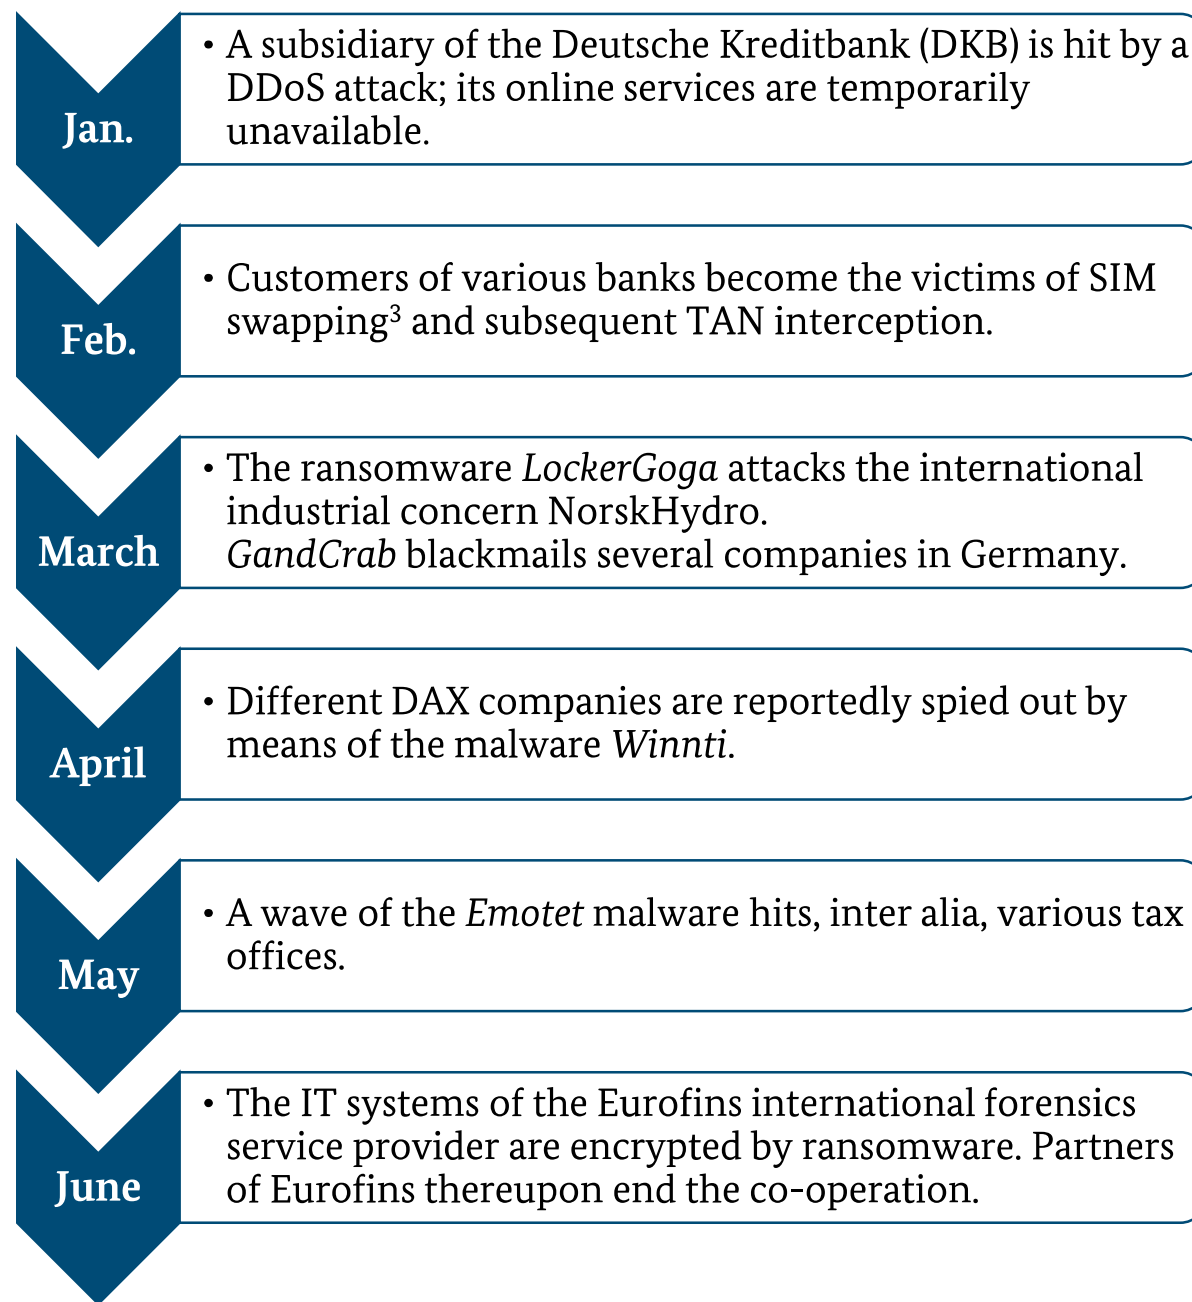 Jan.
• A subsidiary of the Deutsche Kreditbank (DKB) is hit by a
DDoS attack; its online services are temporarily
unavailable.
Feb.
• Customers of various banks become the victims of SIM
swapping³ and subsequent TAN interception.
March
• The ransomware LockerGoga attacks the international
industrial concern NorskHydro.
GandCrab blackmails several companies in Germany.
April
• Different DAX companies are reportedly spied out by
means of the malware Winnti.
May
• A wave of the Emotet malware hits, inter alia, various tax
offices.
June
• The IT systems of the Eurofins international forensics
service provider are encrypted by ransomware. Partners
of Eurofins thereupon end the co-operation.